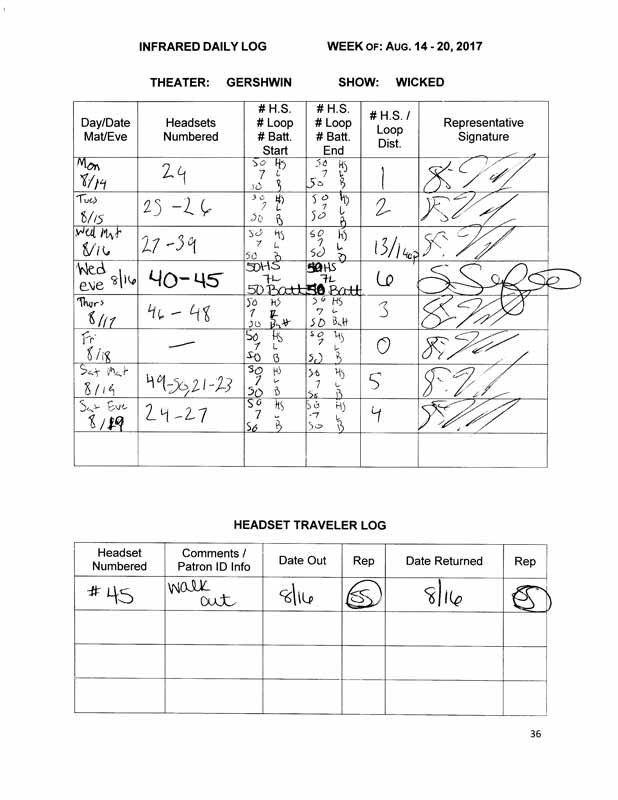 INFRARED DAILY LOG WEEK OF: AUG. 14 - 20, 2017
THEATER: GERSHWIN SHOW: WICKED
Day/Date Mat/Eve Headsets Numbered # H.S. # Loop # Batt. Start # H.S. # Loop # Batt. End # H.S. / Loop Dist. Representative Signature
Mon 8/14 24 50 HS 7 L 50 B 50 HS 7 L 50 B 1
Tues 8/15 25-26 50 HS 7 L 50 B 50 HS 7 L 50 B 2
Wed Mat 8/16 27-39 50 HS 7 L 50 B 50 HS 7 L 50 B 13/1 loop
Wed eve 8/16 40-45 50HS 7L 50 Batt 50HS 7L 50 Batt 6
Thurs 8/17 46-48 50 HS 7 L 50 Batt 50 HS 7 L 50 Batt 3
Fri 8/18 — 50 HS 7 L 50 B 50 HS 7 L 50 B 0
Sat Mat 8/19 49-50, 21-23 50 HS 7 L 50 B 50 HS 7 L 50 B 5
Sat Eve 8/19 24-27 50 HS 7 L 50 B 50 HS 7 L 50 B 4
HEADSET TRAVELER LOG
Headset Numbered Comments / Patron ID Info Date Out Rep Date Returned Rep
# 45 walk out 8/16 SS 8/16 SS
36